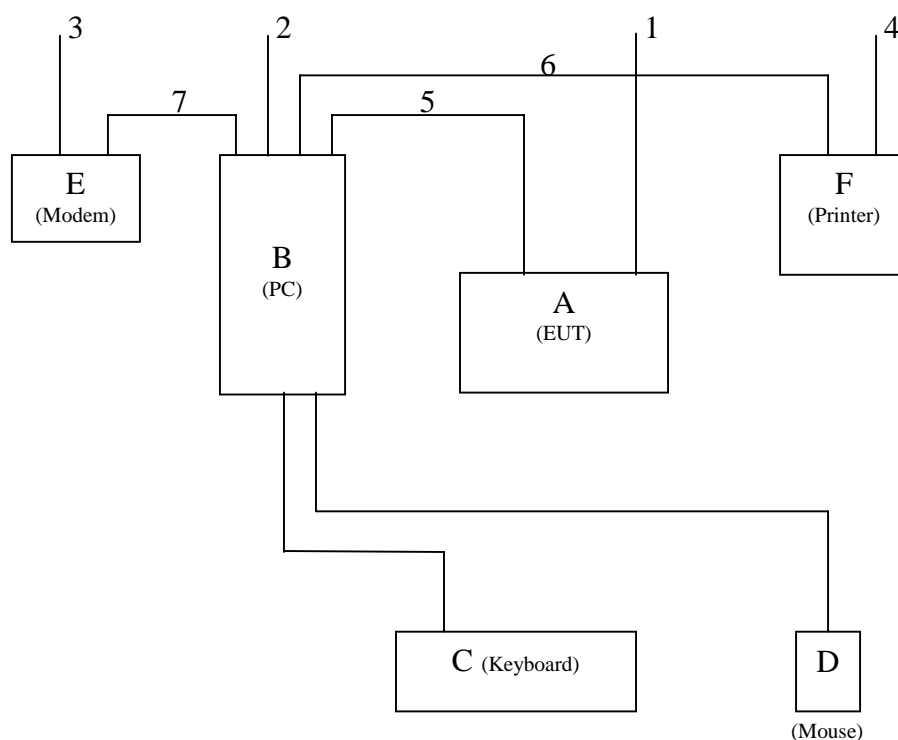 3
2
1
4
6
7
5
E
(Modem)
F
(Printer)
B
(PC)
A
(EUT)
C (Keyboard)
D
(Mouse)